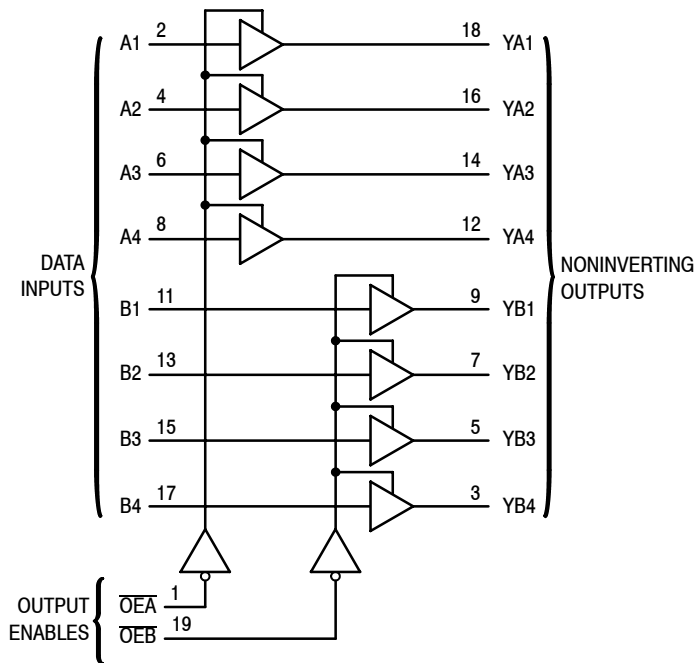 A1 2 18 YA1
A2 4 16 YA2
A3 6 14 YA3
A4 8 12 YA4
DATA
INPUTS
NONINVERTING
OUTPUTS
B1 11 9 YB1
B2 13 7 YB2
B3 15 5 YB3
B4 17 3 YB4
OUTPUT
ENABLES
O̅E̅A̅ 1
O̅E̅B̅ 19